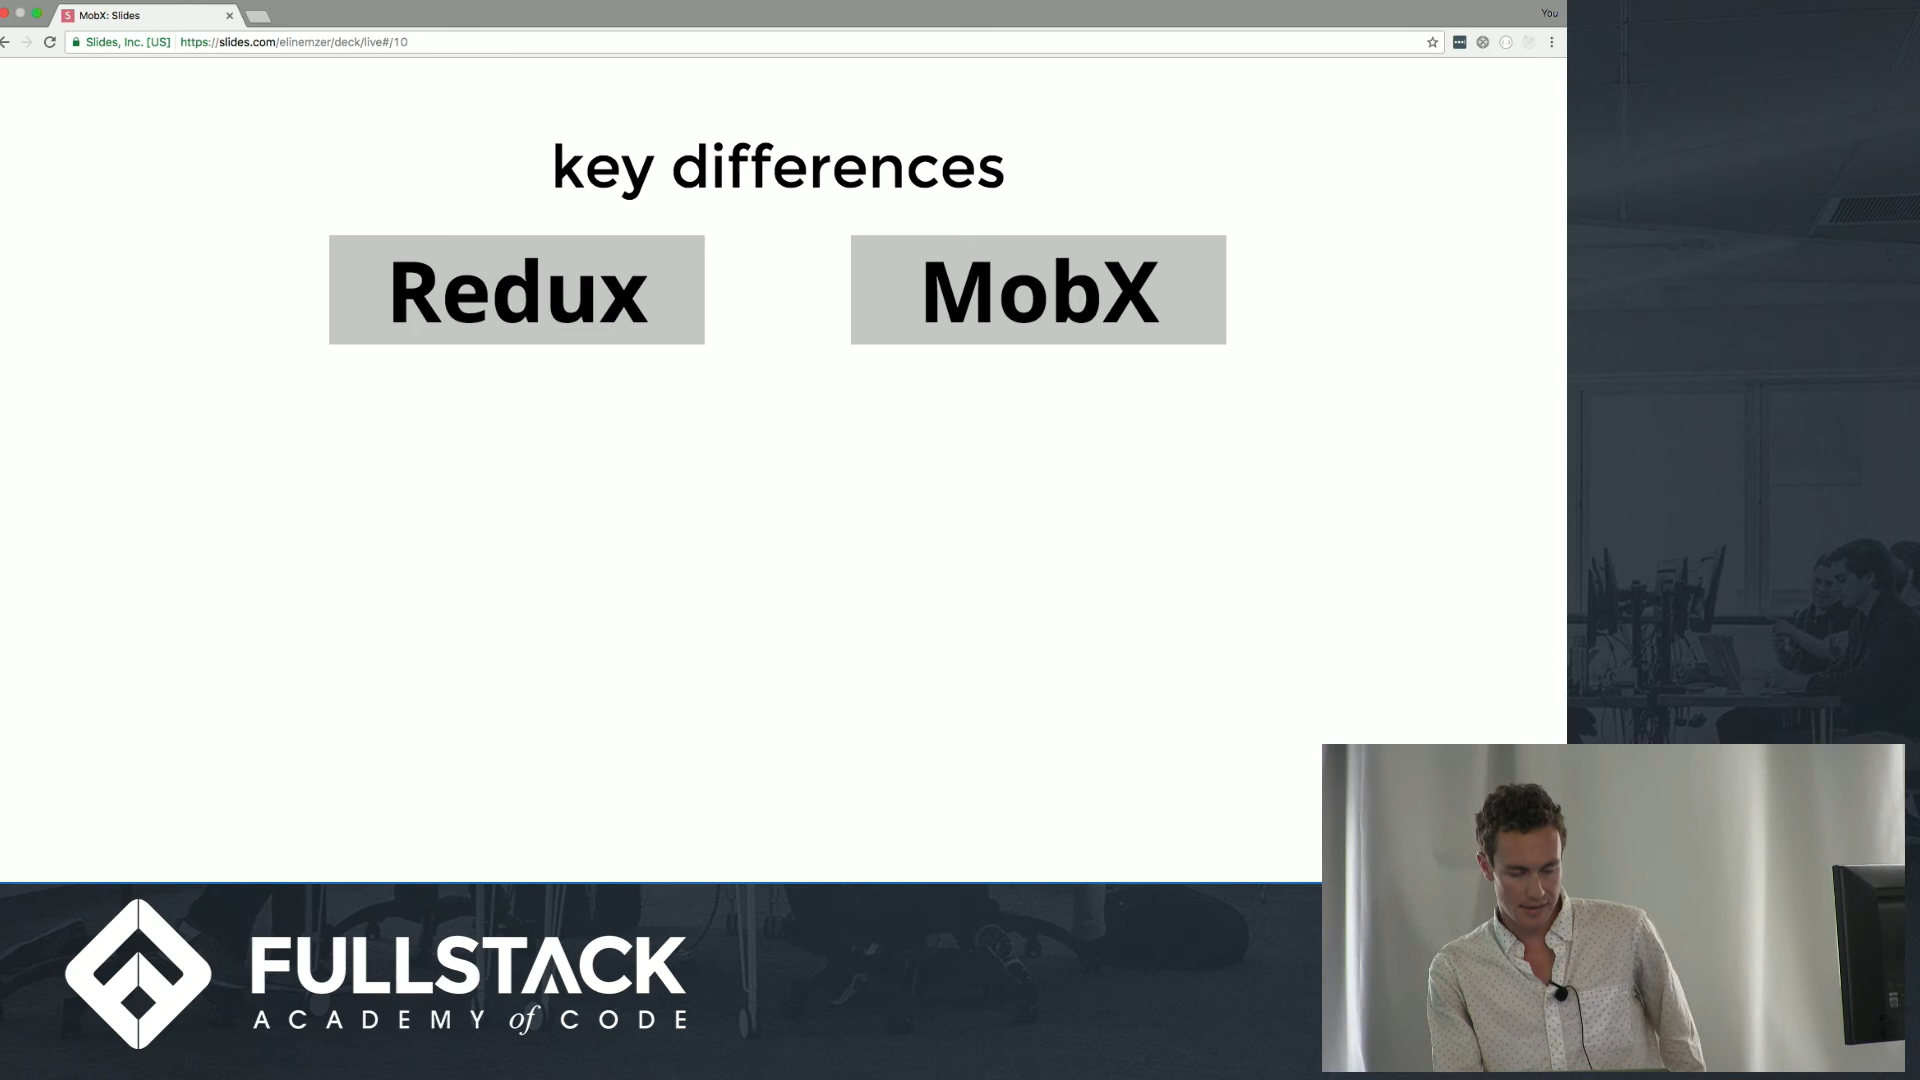 MobX: Slides
You
Slides, Inc. [US] https://slides.com/elinemzer/deck/live#/10
key differences
Redux MobX
FULLSTACK
ACADEMY of CODE